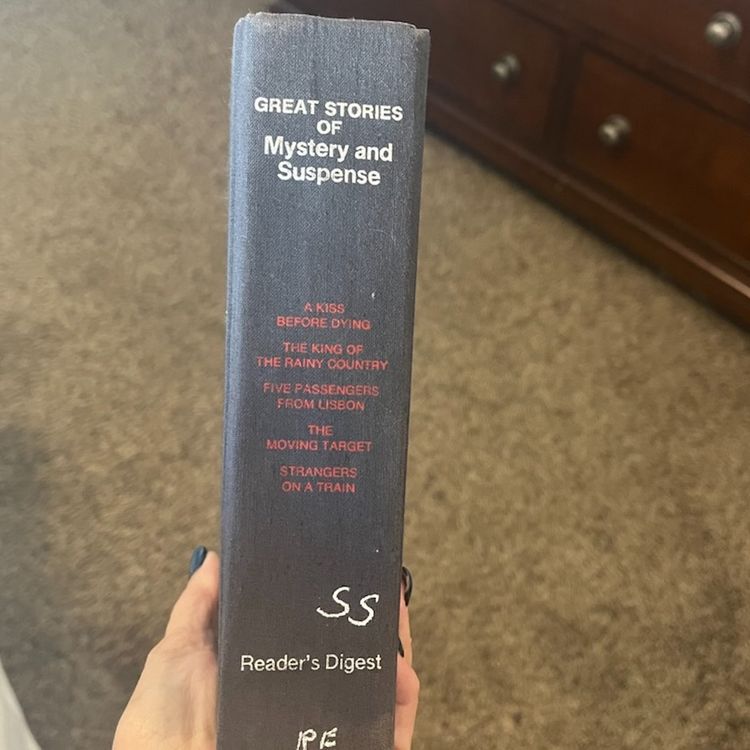 GREAT STORIES
OF
Mystery and
Suspense
A KISS
BEFORE DYING
THE KING OF
THE RAINY COUNTRY
FIVE PASSENGERS
FROM LISBON
THE
MOVING TARGET
STRANGERS
ON A TRAIN
SS
Reader's Digest